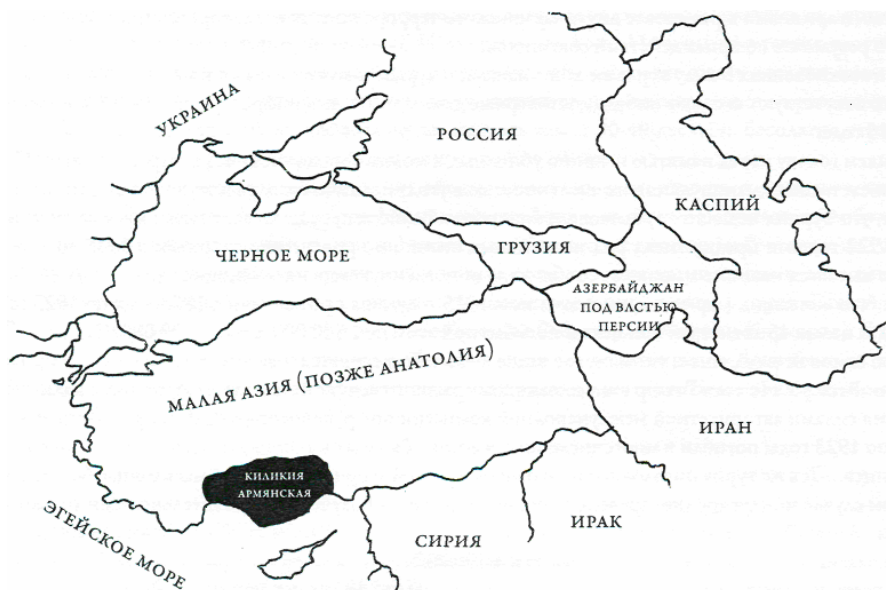 УКРАИНА
РОССИЯ
КАСПИЙ
ЧЕРНОЕ МОРЕ
ГРУЗИЯ
АЗЕРБАЙДЖАН
ПОД ВЛАСТЬЮ
ПЕРСИИ
МАЛАЯ АЗИЯ (ПОЗЖЕ АНАТОЛИЯ)
ИРАН
КИЛИКИЯ
АРМЯНСКАЯ
ЭГЕЙСКОЕ МОРЕ
СИРИЯ
ИРАК